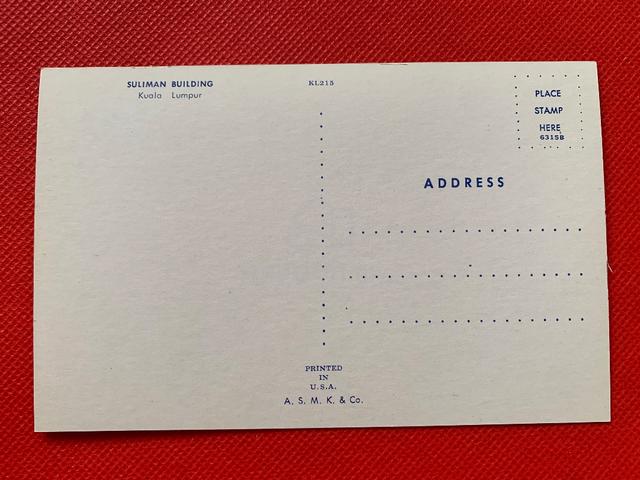 SULIMAN BUILDING
Kuala Lumpur
KL215
PLACE
STAMP
HERE
6315B
ADDRESS
PRINTED
IN
U.S.A.
A. S. M. K. & Co.